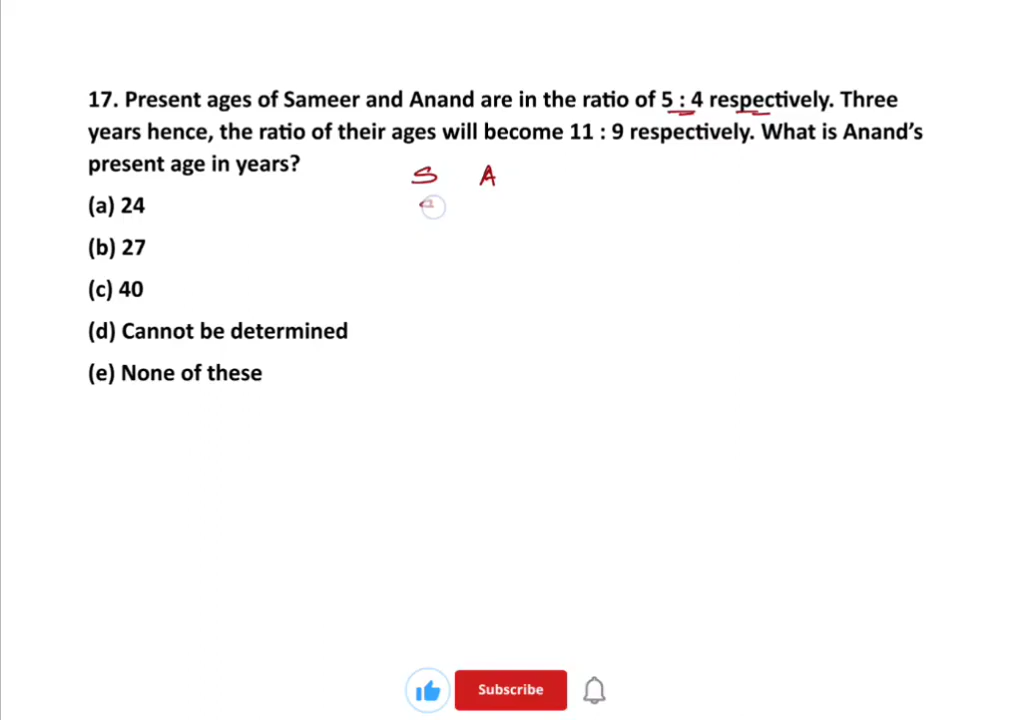 17. Present ages of Sameer and Anand are in the ratio of 5 : 4 respectively. Three
years hence, the ratio of their ages will become 11 : 9 respectively. What is Anand's
present age in years?
S A
(a) 24
(b) 27
(c) 40
(d) Cannot be determined
(e) None of these
Subscribe